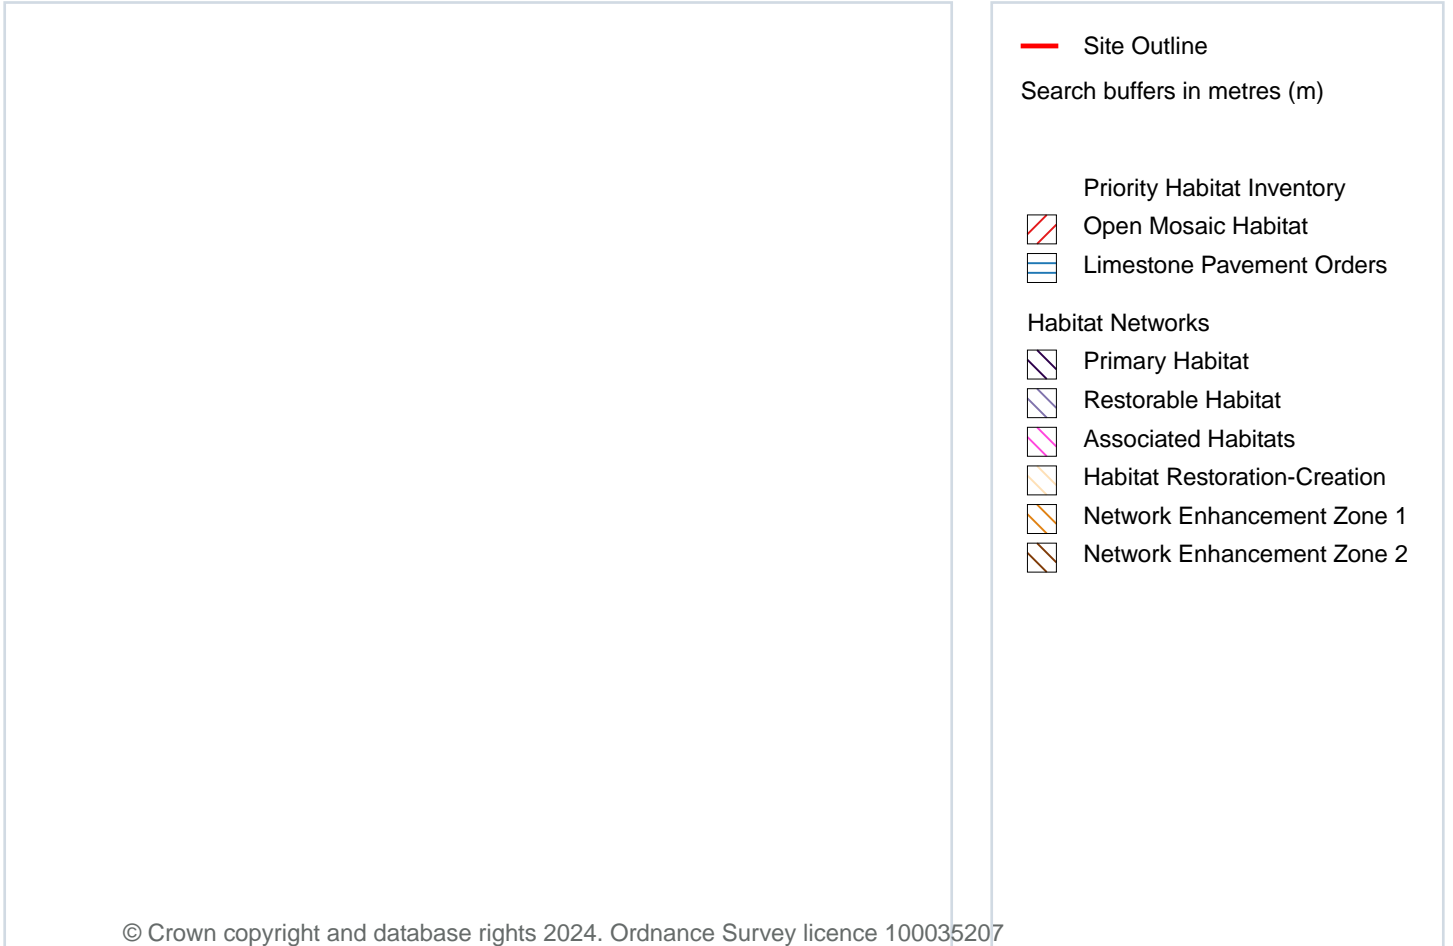 Site Outline
Search buffers in metres (m)
Priority Habitat Inventory
Open Mosaic Habitat
Limestone Pavement Orders
Habitat Networks
Primary Habitat
Restorable Habitat
Associated Habitats
Habitat Restoration-Creation
Network Enhancement Zone 1
Network Enhancement Zone 2
© Crown copyright and database rights 2024. Ordnance Survey licence 100035207